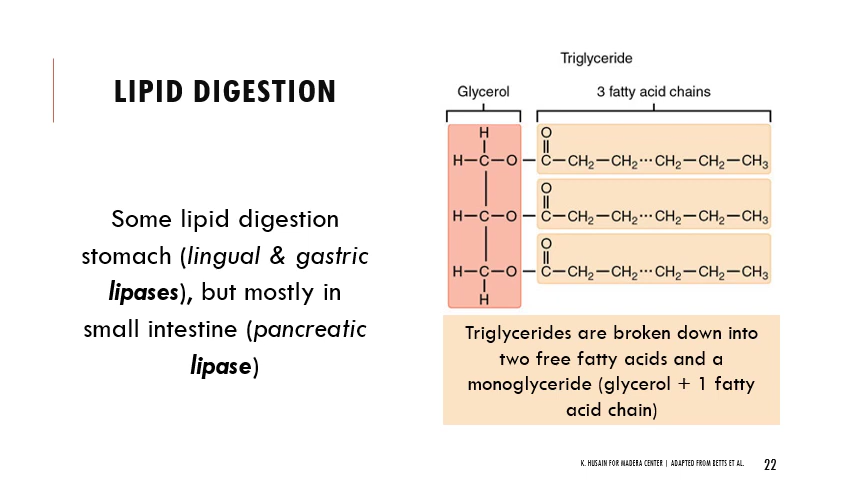 LIPID DIGESTION
Some lipid digestion
stomach (lingual & gastric
lipases), but mostly in
small intestine (pancreatic
lipase)
Triglyceride
Glycerol
3 fatty acid chains
H
O
H—C—O—C—CH₂—CH₂···CH₂—CH₂—CH₃
O
H—C—O—C—CH₂—CH₂···CH₂—CH₂—CH₃
O
H—C—O—C—CH₂—CH₂···CH₂—CH₂—CH₃
H
Triglycerides are broken down into
two free fatty acids and a
monoglyceride (glycerol + 1 fatty
acid chain)
K. HUSAIN FOR MADERA CENTER | ADAPTED FROM BETTS ET AL.
22